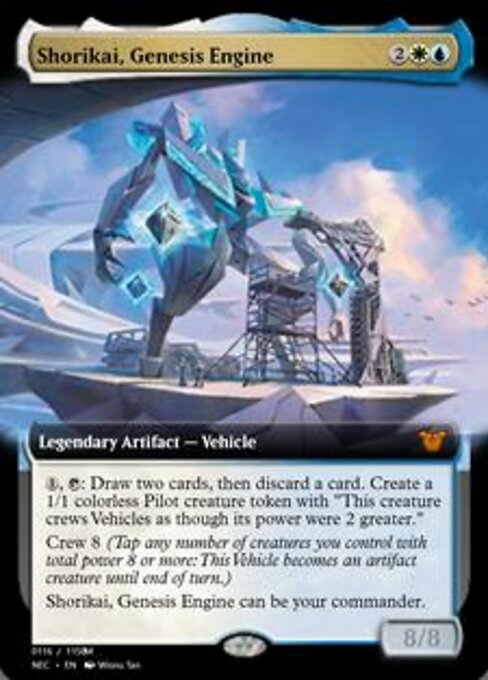 Shorikai, Genesis Engine 2
Legendary Artifact — Vehicle
①, : Draw two cards, then discard a card. Create a
1/1 colorless Pilot creature token with "This creature
crews Vehicles as though its power were 2 greater."
Crew 8 (Tap any number of creatures you control with
total power 8 or more: This Vehicle becomes an artifact
creature until end of turn.)
Shorikai, Genesis Engine can be your commander.
8/8
NEC • EN Tan